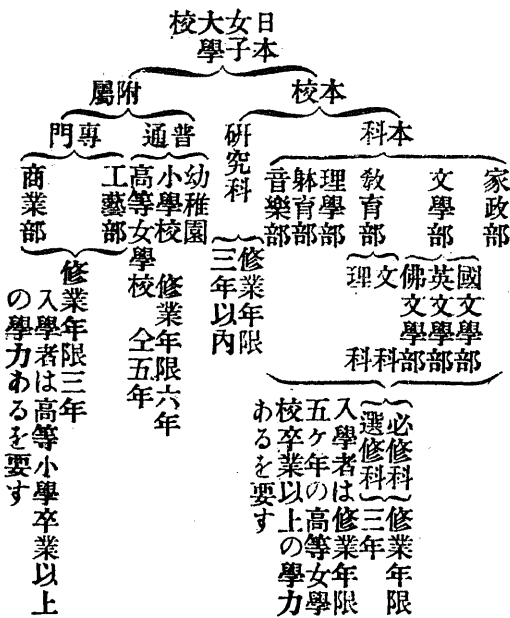 日本女子大學校
本校
本科
家政部
文學部
國文學部
英文學部
佛文學部
敎育部
文科
理科
理學部
躰育部
音樂部
必修科
選修科
修業年限
三年
入學者は修業年限
五ヶ年の高等女學
校卒業以上の學力
あるを要す
硏究科
修業年限
三年以內
附屬
普通
幼稚園
小學校 修業年限六年
高等女學校 仝五年
專門
工藝部
商業部
修業年限三年
入學者は高等小學卒業以上
の學力あるを要す